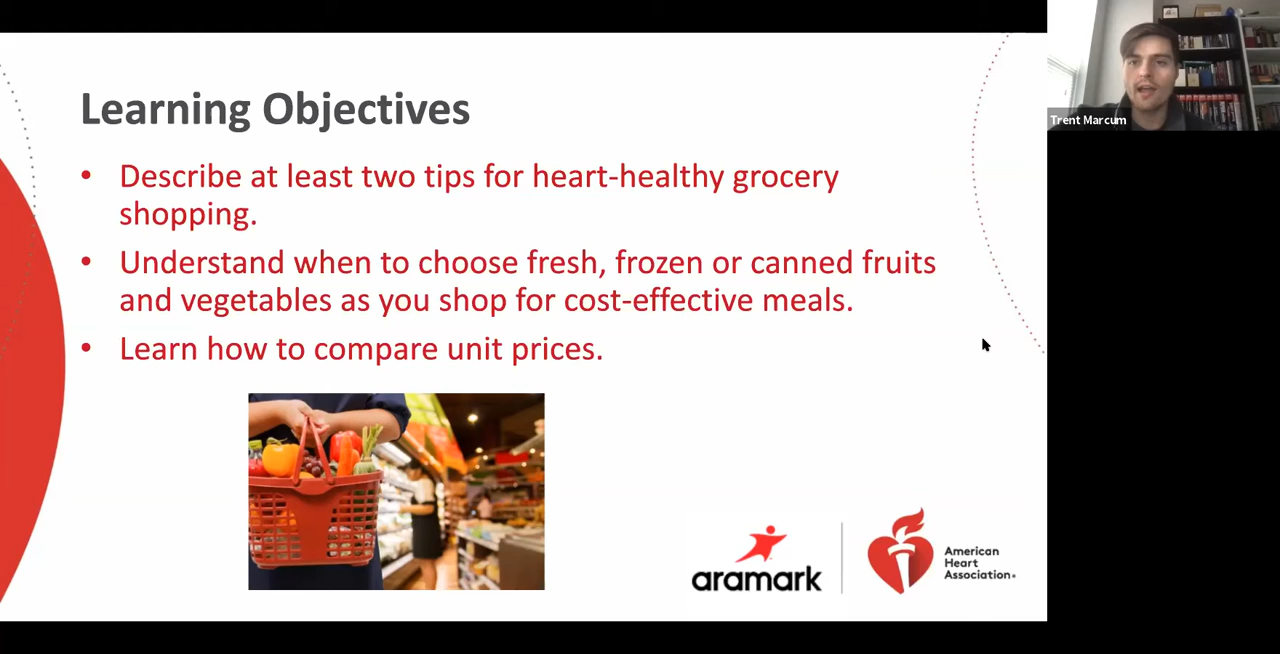 Learning Objectives
• Describe at least two tips for heart-healthy grocery
shopping.
• Understand when to choose fresh, frozen or canned fruits
and vegetables as you shop for cost-effective meals.
• Learn how to compare unit prices.
aramark
American
Heart
Association®
Trent Marcum